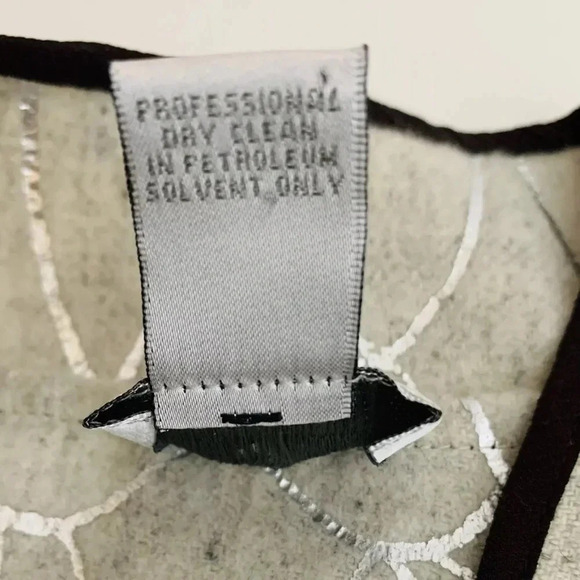 PROFESSIONAL
DRY CLEAN
IN PETROLEUM
SOLVENT ONLY